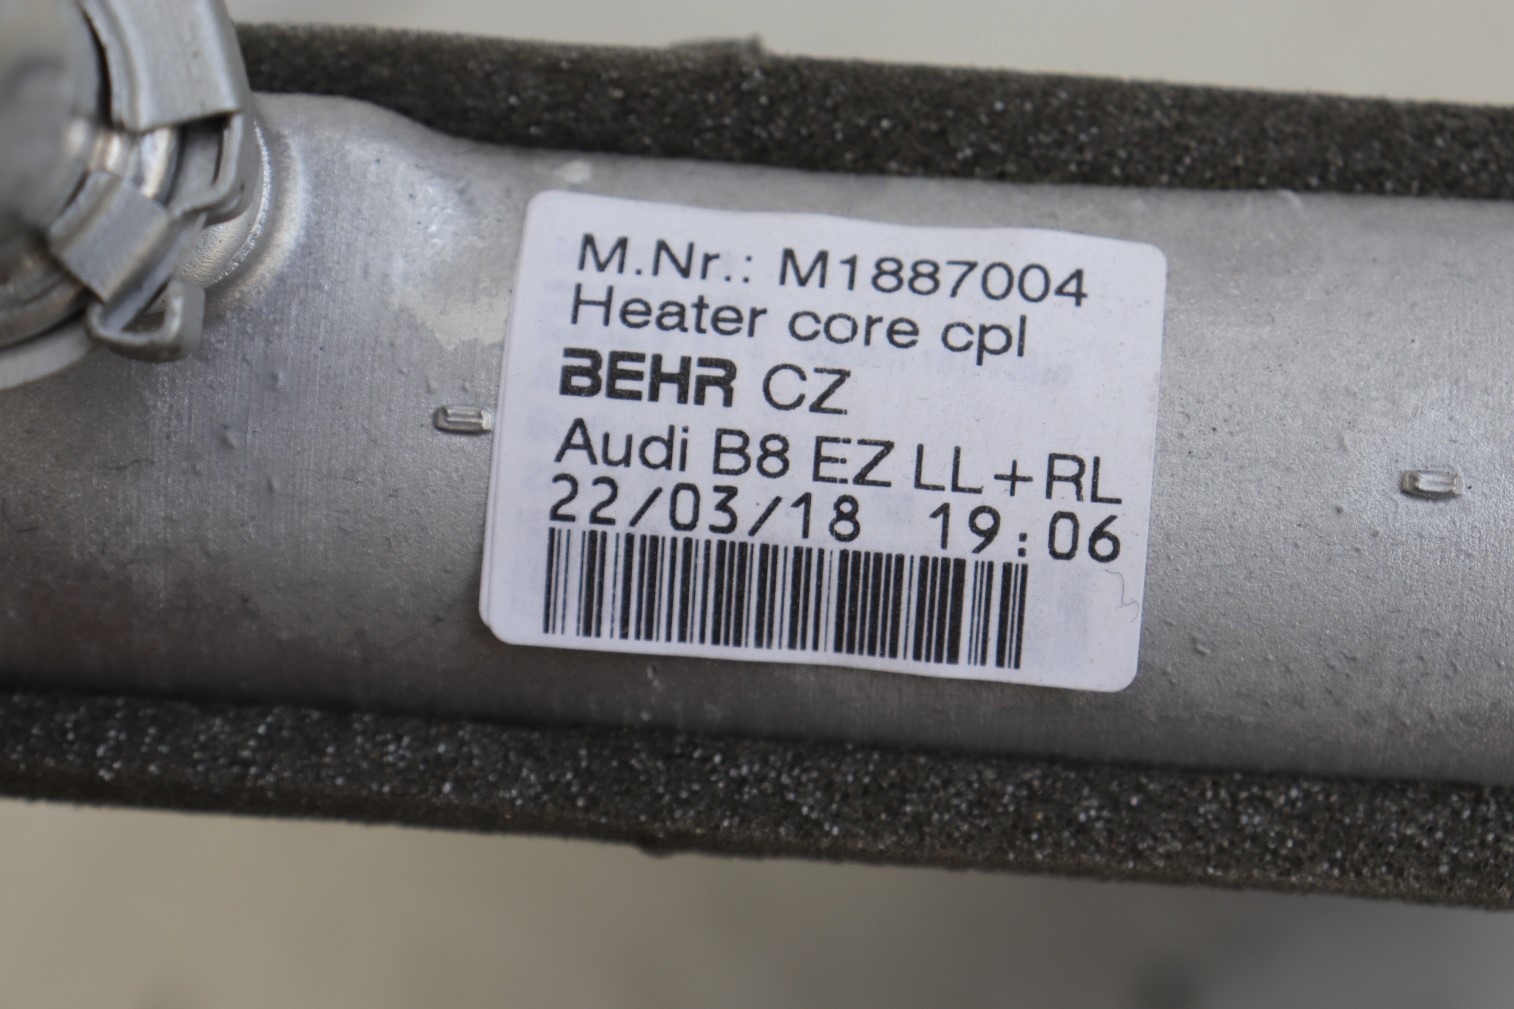 M.Nr.: M1887004
Heater core cpl
BEHR CZ
Audi B8 EZ LL+RL
22/03/18 19:06